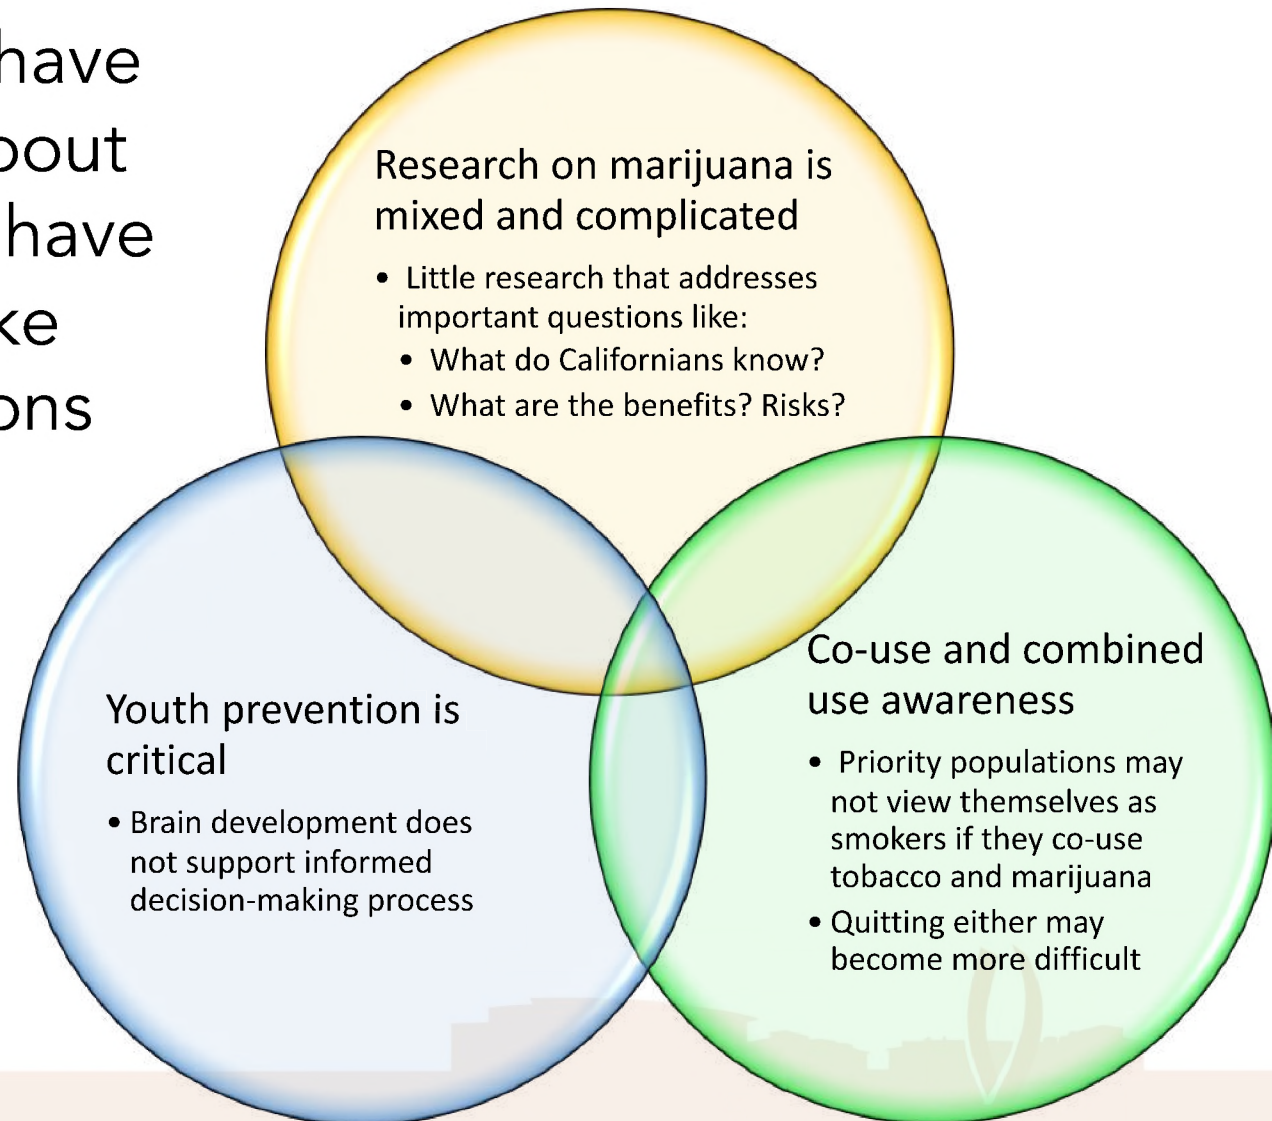 have
bout
have
ke
ons
Research on marijuana is
mixed and complicated
• Little research that addresses
important questions like:
• What do Californians know?
• What are the benefits? Risks?
Youth prevention is
critical
• Brain development does
not support informed
decision-making process
Co-use and combined
use awareness
• Priority populations may
not view themselves as
smokers if they co-use
tobacco and marijuana
• Quitting either may
become more difficult